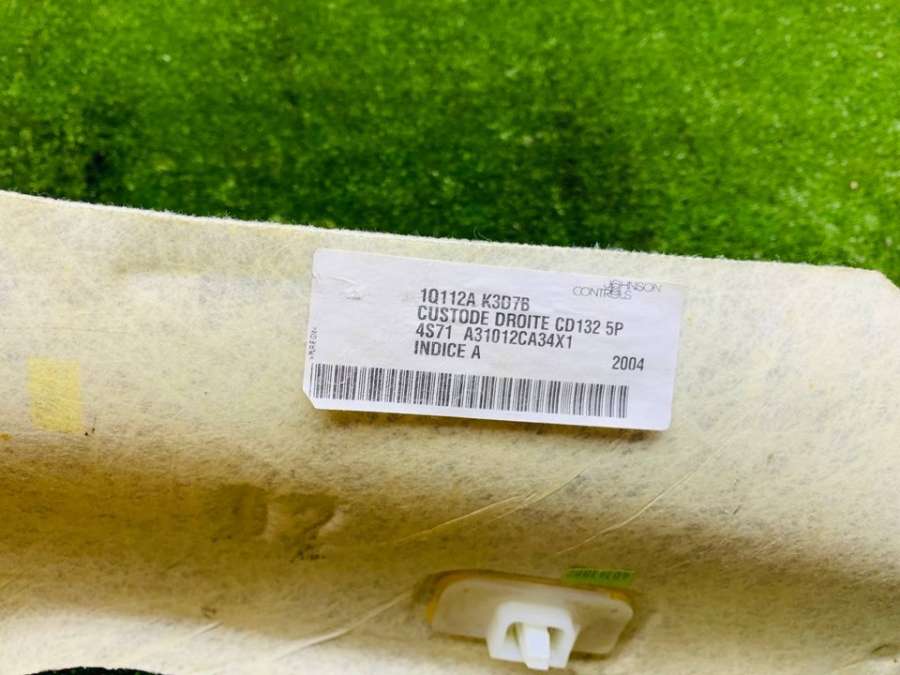 JOHNSON
CONTROLS
1Q112A K3D7B
CUSTODE DROITE CD132 5P
4S71 A31012CA34X1
INDICE A
2004